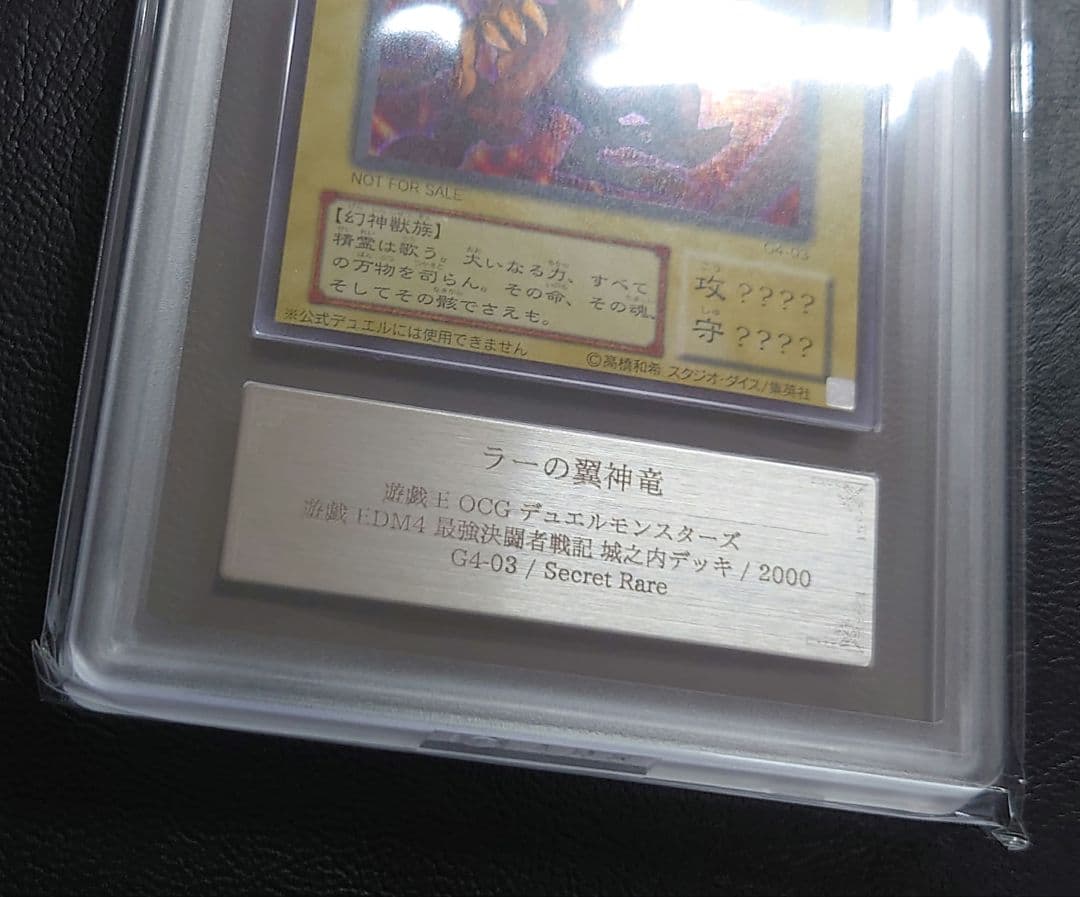 NOT FOR SALE
G4-03
【幻神獣族】
精霊は歌う。大いなる力、すべて
の万物を司らん。その命、その魂、
そしてその骸でさえも。
攻 ????
守 ????
※公式デュエルには使用できません
©高橋和希 スタジオ・ダイス/集英社
ラーの翼神竜
遊戯王 OCG デュエルモンスターズ
遊戯 EDM4 最強決闘者戦記 城之内デッキ / 2000
G4-03 / Secret Rare